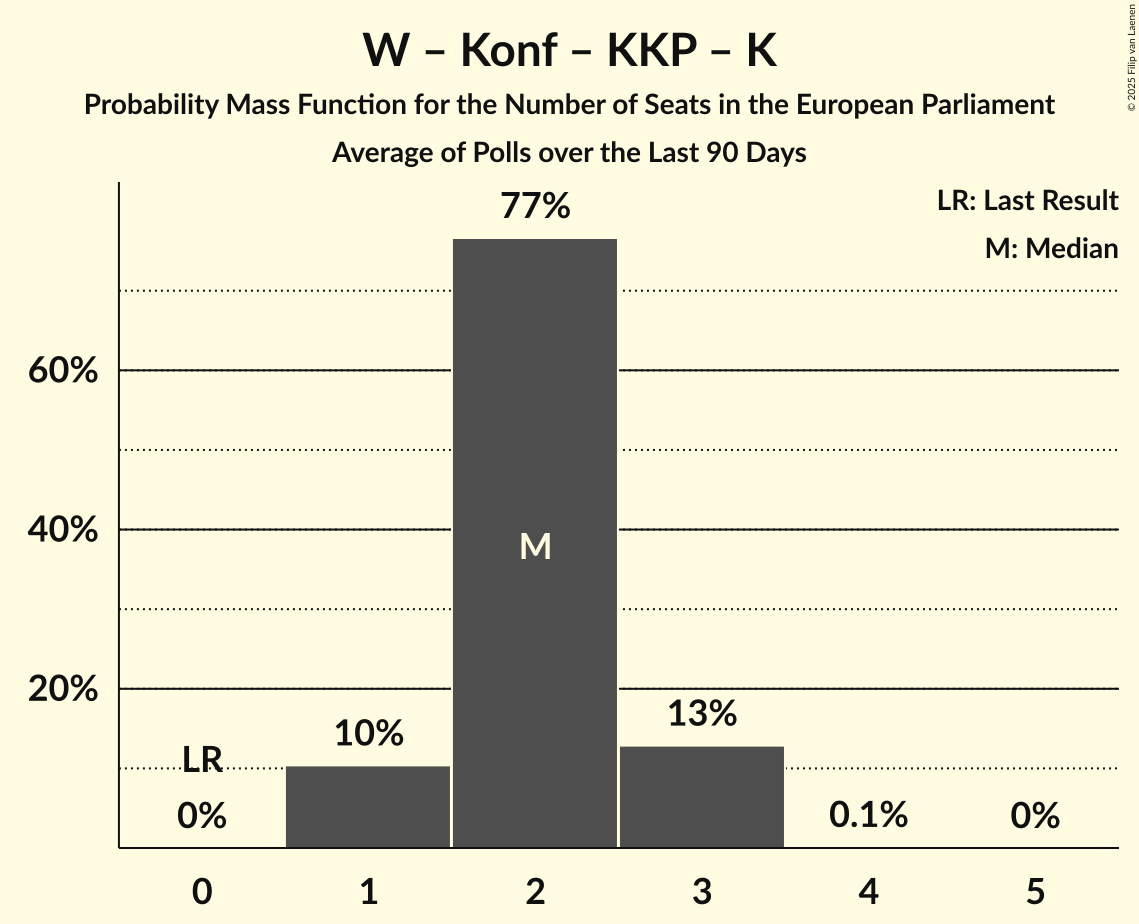 W – Konf – KKP – K
Probability Mass Function for the Number of Seats in the European Parliament
Average of Polls over the Last 90 Days
© 2025 Filip van Laenen
LR: Last Result
M: Median
77%
60%
40%
M
20%
13%
10%
LR
0%
0.1%
0%
0 1 2 3 4 5